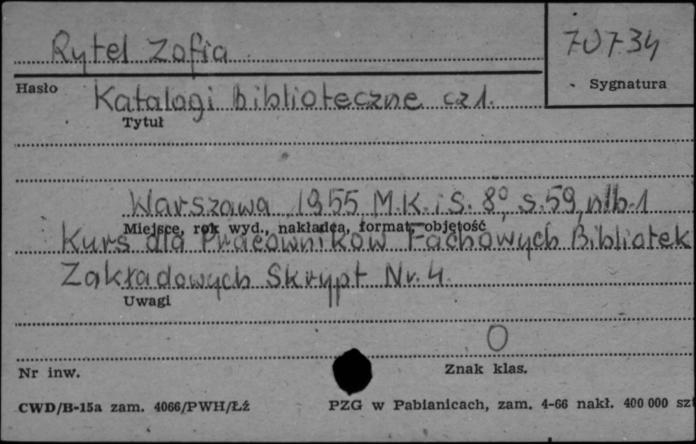 Rytel Zofia
70734
Hasło
Sygnatura
Katalogi biblioteczne cz 1.
Tytuł
Warszawa 1955 M.K. i S. 8°, s. 59, nlb. 1
Miejsce, rok wyd., nakładca, format, objętość
Kurs dla Pracowników Fachowych Bibliotek
Zakładowych Skrypt Nr. 4.
Uwagi
O
Nr inw.
Znak klas.
CWD/B-15a zam. 4066/PWH/Łź
PZG w Pabianicach, zam. 4-66 nakł. 400 000 szt